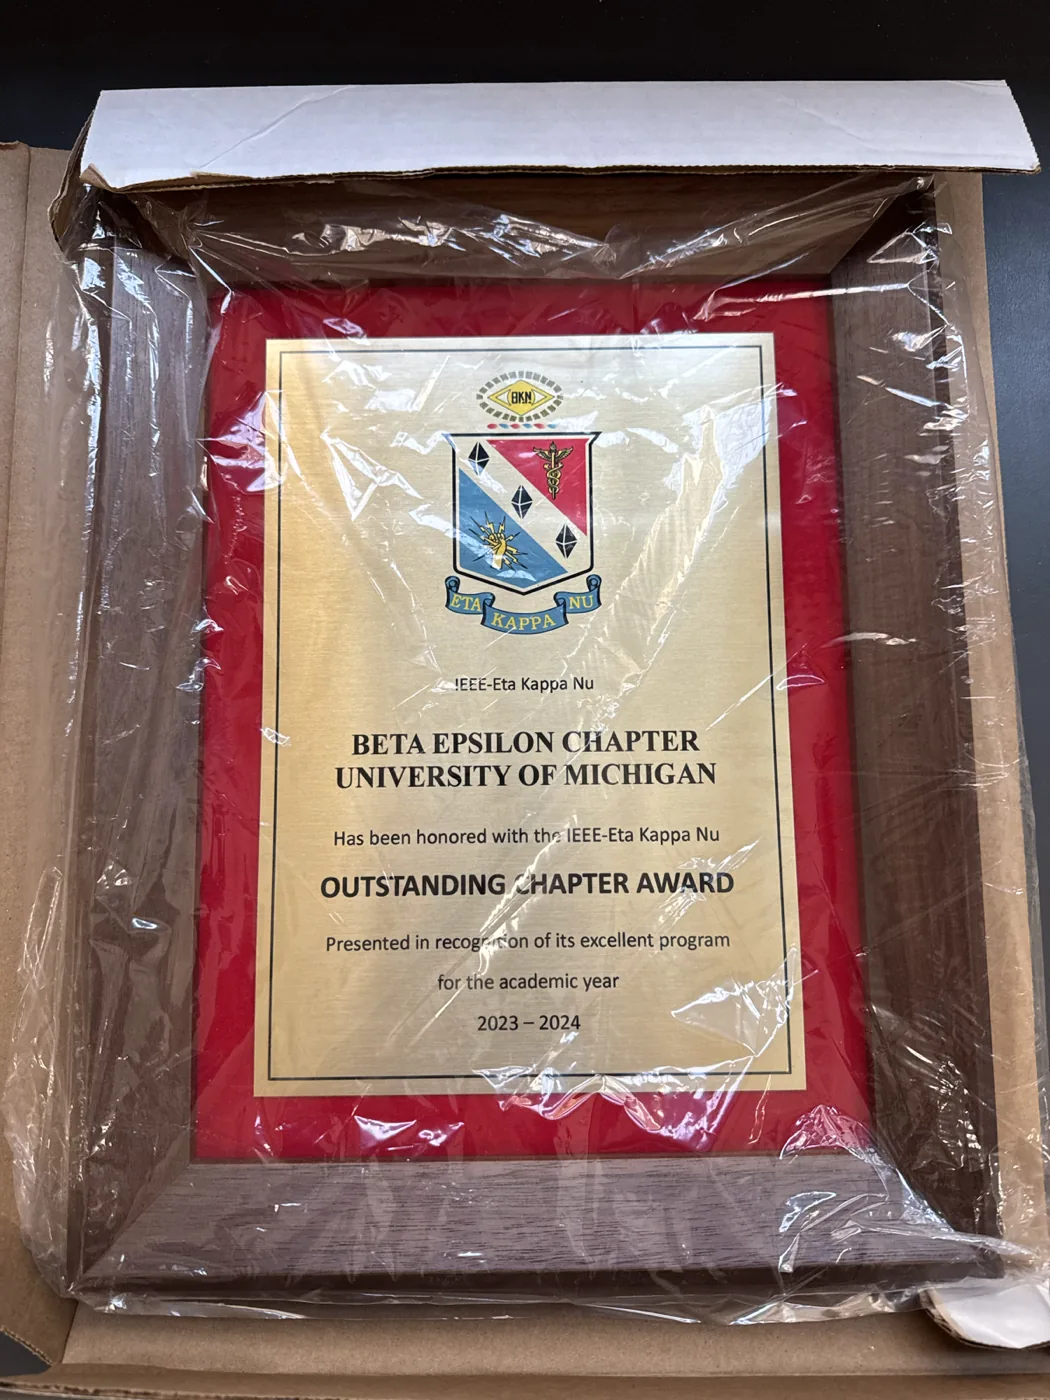 ΒΚΝ
ETA KAPPA NU
IEEE-Eta Kappa Nu
BETA EPSILON CHAPTER
UNIVERSITY OF MICHIGAN
Has been honored with the IEEE-Eta Kappa Nu
OUTSTANDING CHAPTER AWARD
Presented in recognition of its excellent program
for the academic year
2023 – 2024